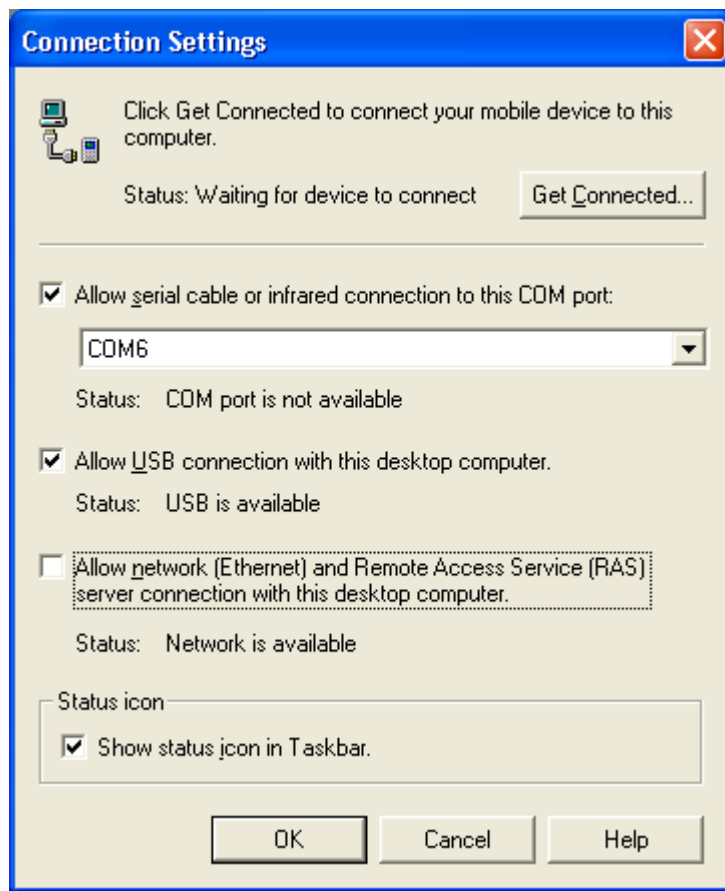 Connection Settings
Click Get Connected to connect your mobile device to this
computer.
Status: Waiting for device to connect
Get Connected...
Allow serial cable or infrared connection to this COM port:
COM6
Status: COM port is not available
Allow USB connection with this desktop computer.
Status: USB is available
Allow network (Ethernet) and Remote Access Service (RAS)
server connection with this desktop computer.
Status: Network is available
Status icon
Show status icon in Taskbar.
OK Cancel Help